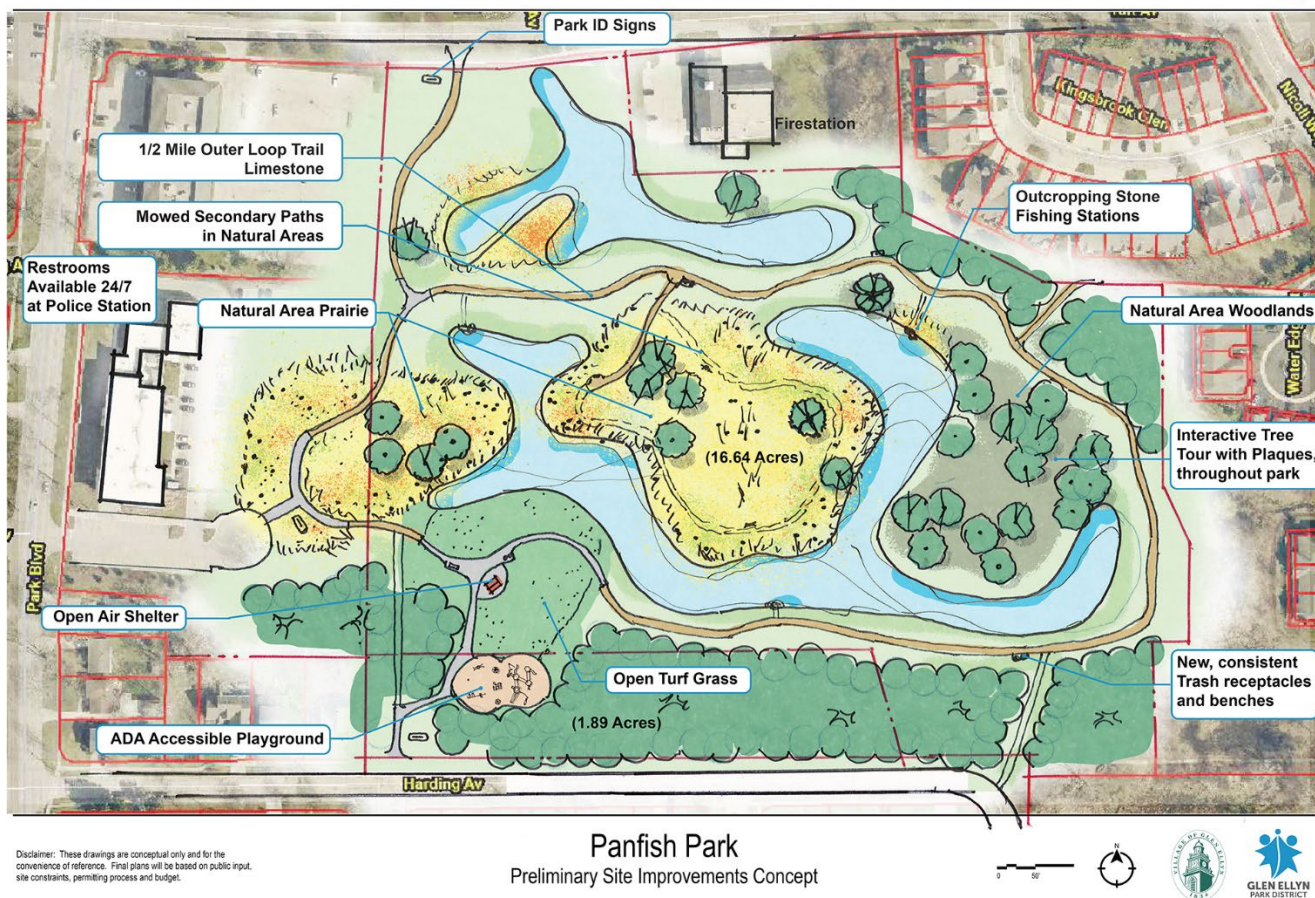 Park ID Signs
1/2 Mile Outer Loop Trail
Limestone
Mowed Secondary Paths
in Natural Areas
Restrooms
Available 24/7
at Police Station
Natural Area Prairie
Firestation
Kingsbrook Glen
Outcropping Stone
Fishing Stations
Natural Area Woodlands
Interactive Tree
Tour with Plaques,
throughout park
(16.64 Acres)
Park Blvd
Open Air Shelter
Open Turf Grass
(1.89 Acres)
ADA Accessible Playground
New, consistent
Trash receptacles
and benches
Harding Av
Disclaimer: These drawings are conceptual only and for the
convenience of reference. Final plans will be based on public input,
site constraints, permitting process and budget.
Panfish Park
Preliminary Site Improvements Concept
0 50'
N
VILLAGE OF GLEN ELLYN
1834
GLEN ELLYN
PARK DISTRICT